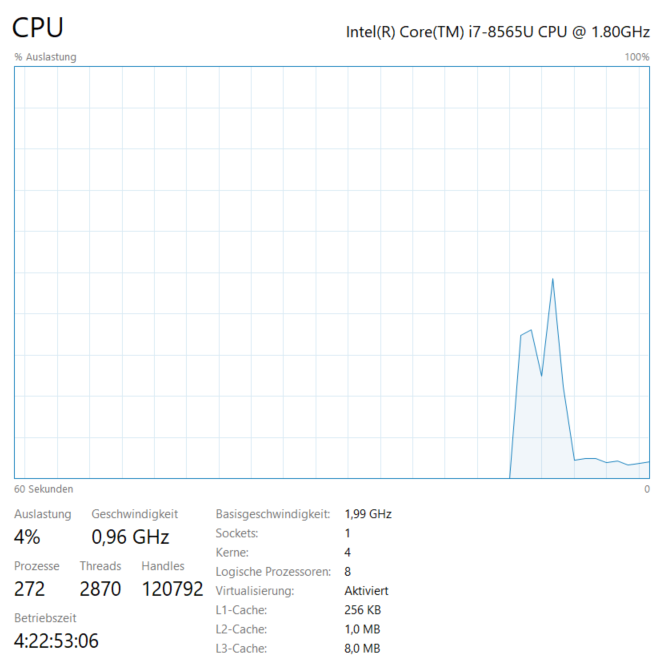 CPU
Intel(R) Core(TM) i7-8565U CPU @ 1.80GHz
% Auslastung
100%
60 Sekunden
0
Auslastung
Geschwindigkeit
4%
0,96 GHz
Prozesse
Threads
Handles
272
2870
120792
Betriebszeit
4:22:53:06
Basisgeschwindigkeit: 1,99 GHz
Sockets: 1
Kerne: 4
Logische Prozessoren: 8
Virtualisierung: Aktiviert
L1-Cache: 256 KB
L2-Cache: 1,0 MB
L3-Cache: 8,0 MB